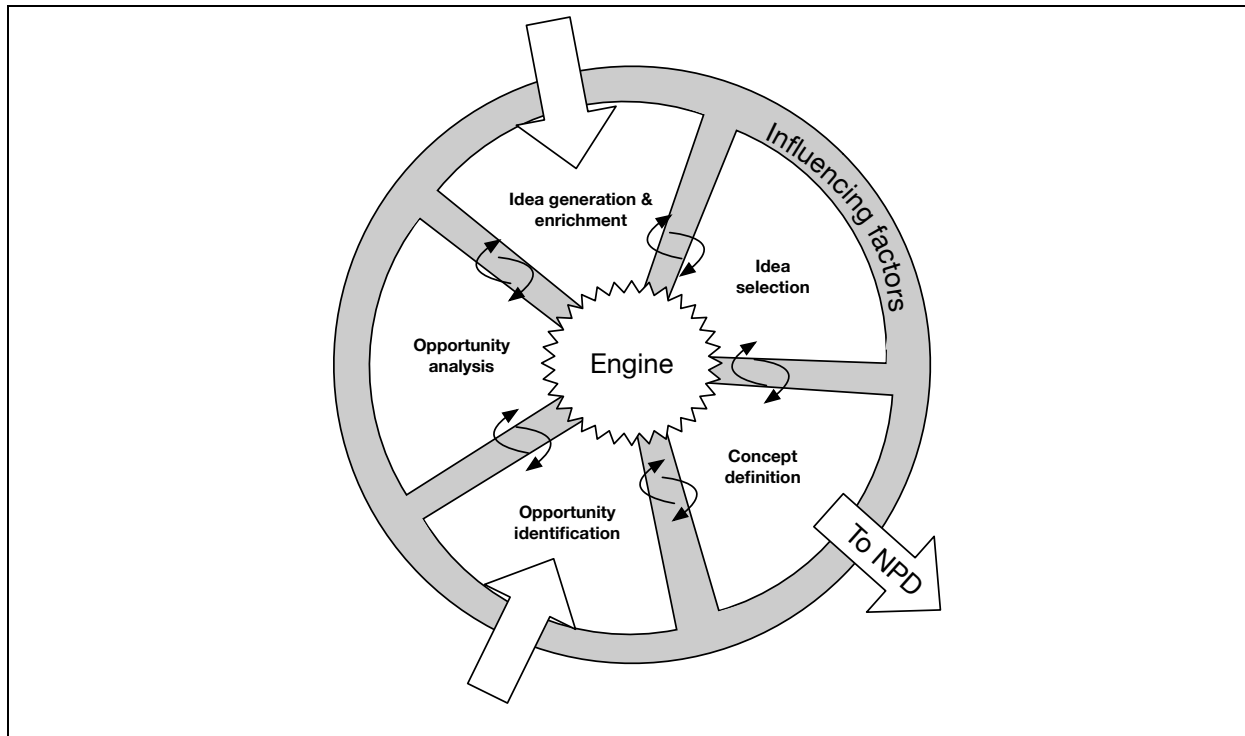 Influencing factors
Idea generation &
enrichment
Idea
selection
Opportunity
analysis
Engine
Concept
definition
Opportunity
identification
To NPD